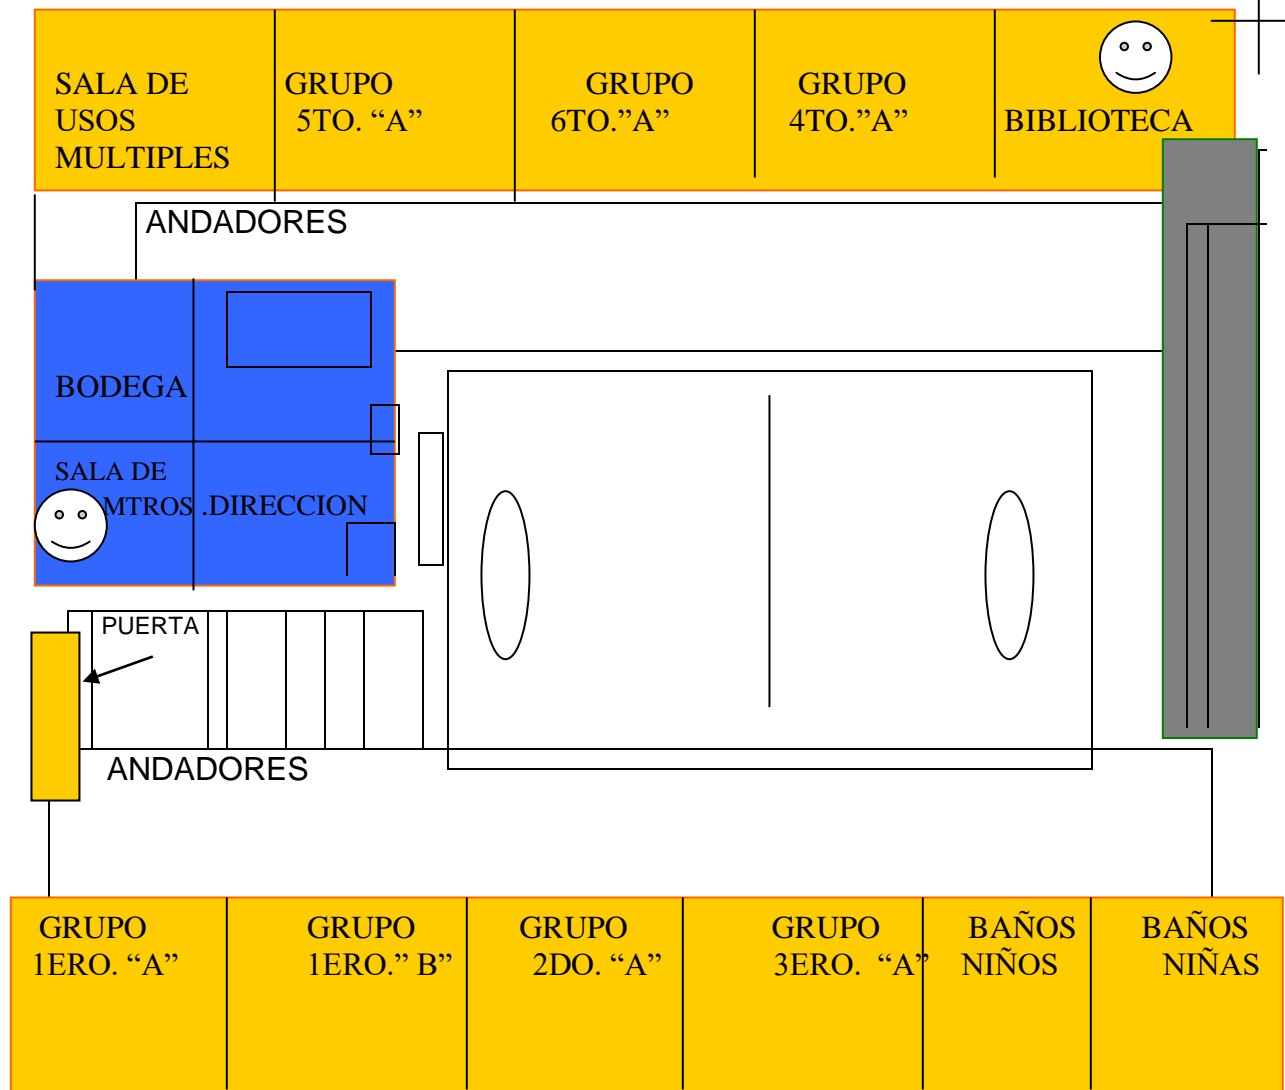 SALA DE
USOS
MULTIPLES
GRUPO
5TO. “A”
GRUPO
6TO.”A”
GRUPO
4TO.”A”
BIBLIOTECA
ANDADORES
BODEGA
SALA DE
MTROS
.DIRECCION
PUERTA
ANDADORES
GRUPO
1ERO. “A”
GRUPO
1ERO.” B”
GRUPO
2DO. “A”
GRUPO
3ERO. “A”
BAÑOS
NIÑOS
BAÑOS
NIÑAS